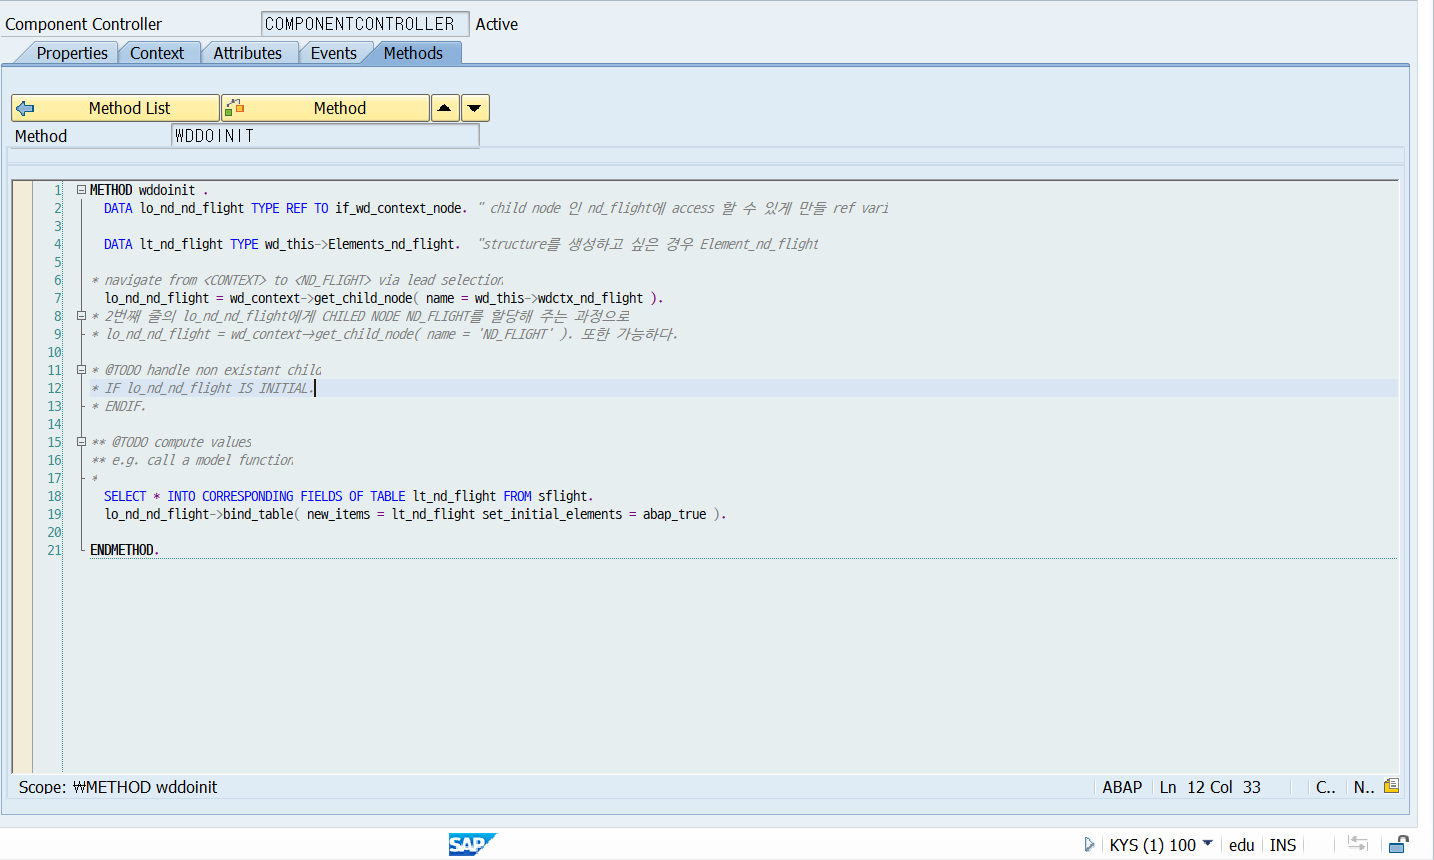 Component Controller COMPONENTCONTROLLER Active
Properties Context Attributes Events Methods
Method List Method
Method WDDOINIT
1 METHOD wddoinit .
2 DATA lo_nd_nd_flight TYPE REF TO if_wd_context_node. " child node 인 nd_flight에 access 할 수 있게 만들 ref vari
3
4 DATA lt_nd_flight TYPE wd_this->Elements_nd_flight. "structure를 생성하고 싶은 경우 Element_nd_flight
5
6 * navigate from <CONTEXT> to <ND_FLIGHT> via lead selection
7 lo_nd_nd_flight = wd_context->get_child_node( name = wd_this->wdctx_nd_flight ).
8 * 2번째 줄의 lo_nd_nd_flight에게 CHILED NODE ND_FLIGHT를 할당해 주는 과정으로
9 * lo_nd_nd_flight = wd_context->get_child_node( name = 'ND_FLIGHT' ). 또한 가능하다.
10
11 * @TODO handle non existant child
12 * IF lo_nd_nd_flight IS INITIAL.
13 * ENDIF.
14
15 ** @TODO compute values
16 ** e.g. call a model function
17 *
18 SELECT * INTO CORRESPONDING FIELDS OF TABLE lt_nd_flight FROM sflight.
19 lo_nd_nd_flight->bind_table( new_items = lt_nd_flight set_initial_elements = abap_true ).
20
21 ENDMETHOD.
Scope: ₩METHOD wddoinit ABAP Ln 12 Col 33 C.. N..
SAP KYS (1) 100 edu INS